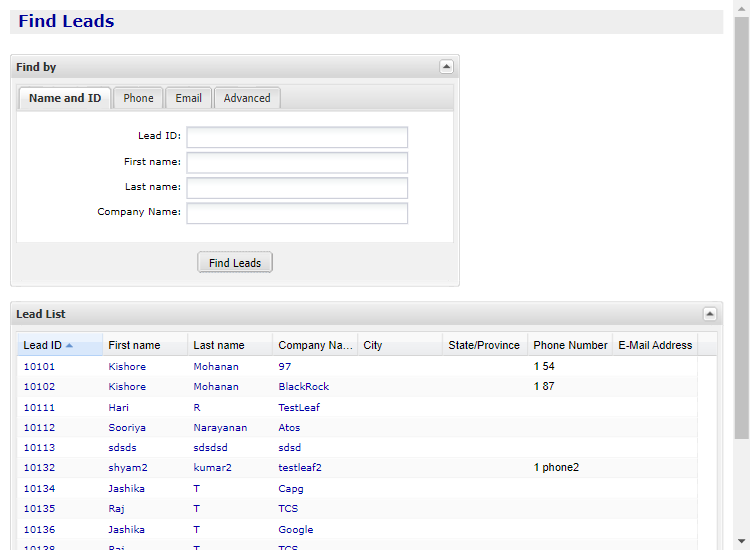 Find Leads
Find by
Name and ID Phone Email Advanced
Lead ID:
First name:
Last name:
Company Name:
Find Leads
Lead List
Lead ID First name Last name Company Na... City State/Province Phone Number E-Mail Address
10101 Kishore Mohanan 97 1 54
10102 Kishore Mohanan BlackRock 1 87
10111 Hari R TestLeaf
10112 Sooriya Narayanan Atos
10113 sdsds sdsdsd sdsd
10132 shyam2 kumar2 testleaf2 1 phone2
10134 Jashika T Capg
10135 Raj T TCS
10136 Jashika T Google
10138 Raj T TCS